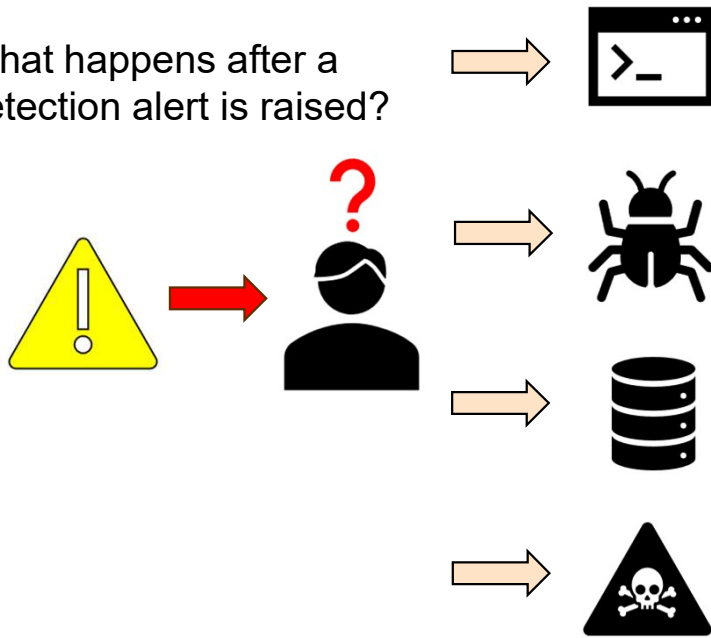 hat happens after a
etection alert is raised?
?
>_